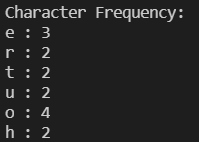 Character Frequency:
e : 3
r : 2
t : 2
u : 2
o : 4
h : 2